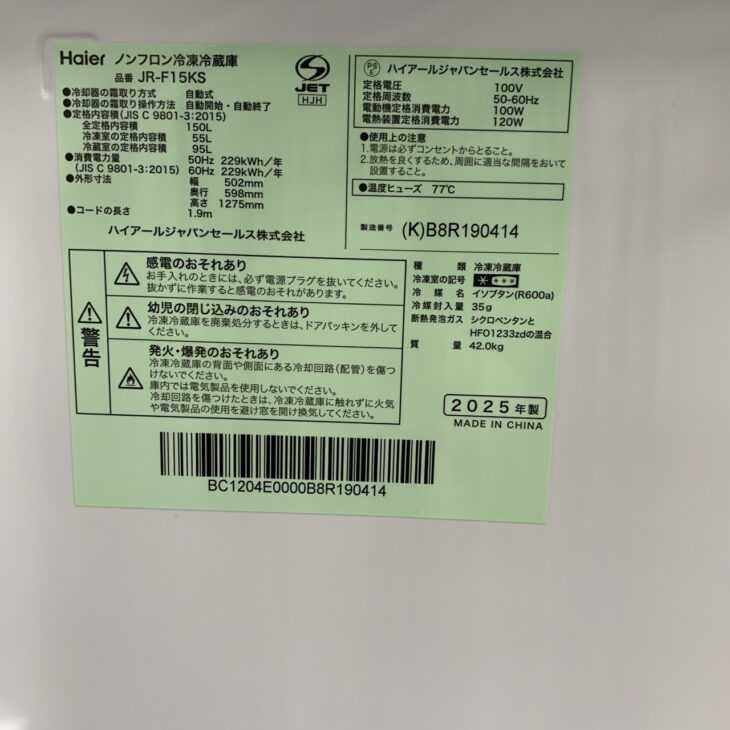 Haier ノンフロン冷凍冷蔵庫
品番 JR-F15KS
JET
HJH
●冷却器の霜取り方式 自動式
●冷却器の霜取り操作方法 自動開始・自動終了
●定格内容積(JIS C 9801-3:2015)
全定格内容積 150L
冷凍室の定格内容積 55L
冷蔵室の定格内容積 95L
●消費電力量 50Hz 229kWh/年
(JIS C 9801-3:2015) 60Hz 229kWh/年
●外形寸法 幅 502mm
奥行 598mm
高さ 1275mm
●コードの長さ 1.9m
ハイアールジャパンセールス株式会社
PSE ハイアールジャパンセールス株式会社
定格電圧 100V
定格周波数 50-60Hz
電動機定格消費電力 100W
電熱装置定格消費電力 120W
●使用上の注意
1.電源は必ずコンセントからとること。
2.放熱を良くするため、周囲に適当な間隔をおいて
設置すること。
●温度ヒューズ 77℃
製造番号 (K)B8R190414
警告
感電のおそれあり
お手入れのときには、必ず電源プラグを抜いてください。
抜かずに作業すると感電のおそれがあります。
幼児の閉じ込みのおそれあり
冷凍冷蔵庫を廃棄処分するときは、ドアパッキンを外して
ください。
発火・爆発のおそれあり
冷凍冷蔵庫の背面や側面にある冷却回路(配管)を傷つ
けないでください。
庫内では電気製品を使用しないでください。
冷却回路を傷つけたときは、冷凍冷蔵庫に触れずに火気
や電気製品の使用を避け窓を開け換気してください。
種類 冷凍冷蔵庫
冷凍室の記号 * ***
冷媒名 イソブタン(R600a)
冷媒封入量 35g
断熱発泡ガス シクロペンタンと
HFO1233zdの混合
質量 42.0kg
2025年製
MADE IN CHINA
BC1204E0000B8R190414